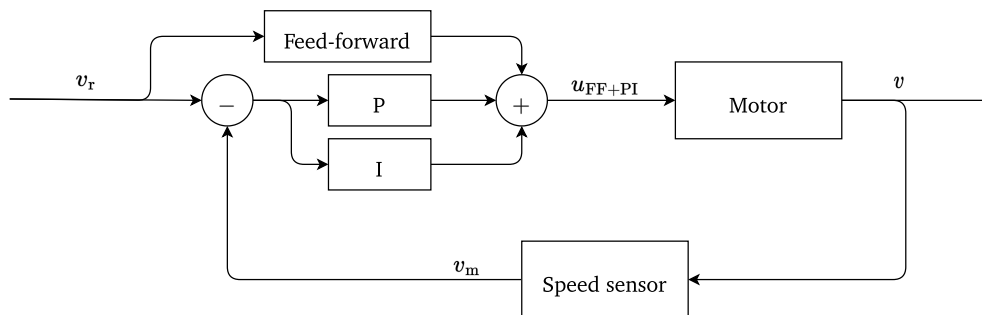 Feed-forward
v_r
−
P
+
u_FF+PI
Motor
v
I
v_m
Speed sensor